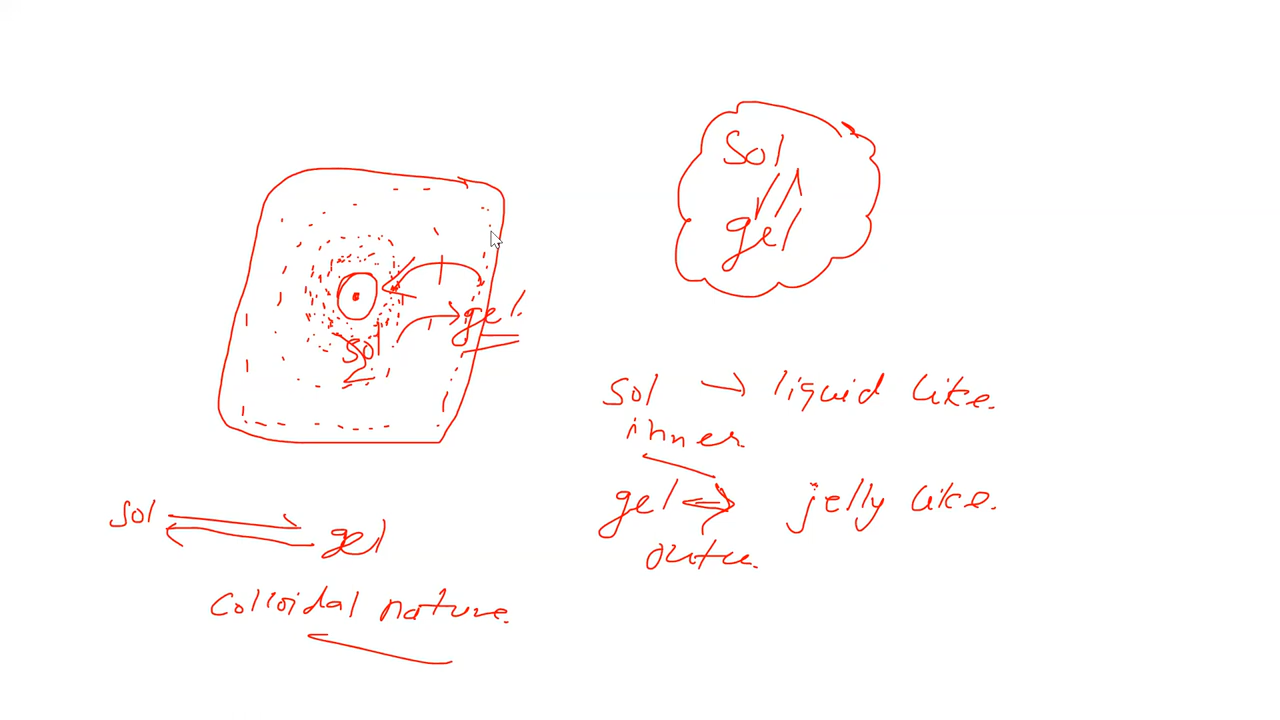 sol
gel
sol
gel.
sol → liquid like.
inner.
gel ↔ jelly like.
outer.
sol ⇌ gel
colloidal nature.